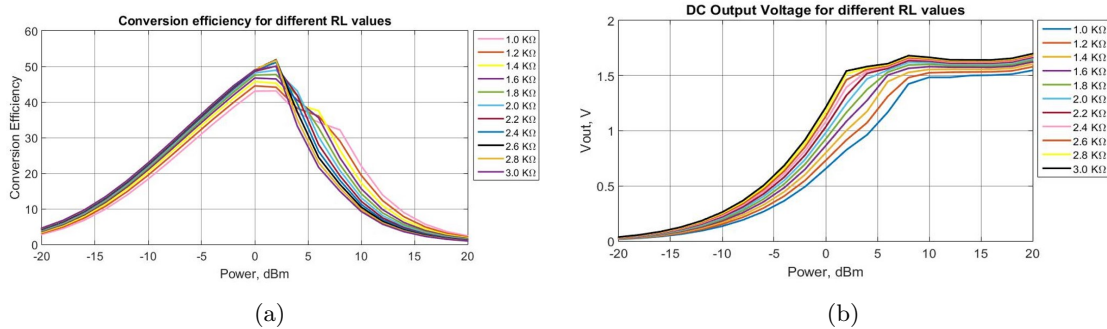 Conversion efficiency for different RL values
Conversion Efficiency
60
50
40
30
20
10
0
-20 -15 -10 -5 0 5 10 15 20
Power, dBm
1.0 KΩ
1.2 KΩ
1.4 KΩ
1.6 KΩ
1.8 KΩ
2.0 KΩ
2.2 KΩ
2.4 KΩ
2.6 KΩ
2.8 KΩ
3.0 KΩ
(a)
DC Output Voltage for different RL values
Vout, V
2
1.5
1
0.5
0
-20 -15 -10 -5 0 5 10 15 20
Power, dBm
1.0 KΩ
1.2 KΩ
1.4 KΩ
1.6 KΩ
1.8 KΩ
2.0 KΩ
2.2 KΩ
2.4 KΩ
2.6 KΩ
2.8 KΩ
3.0 KΩ
(b)